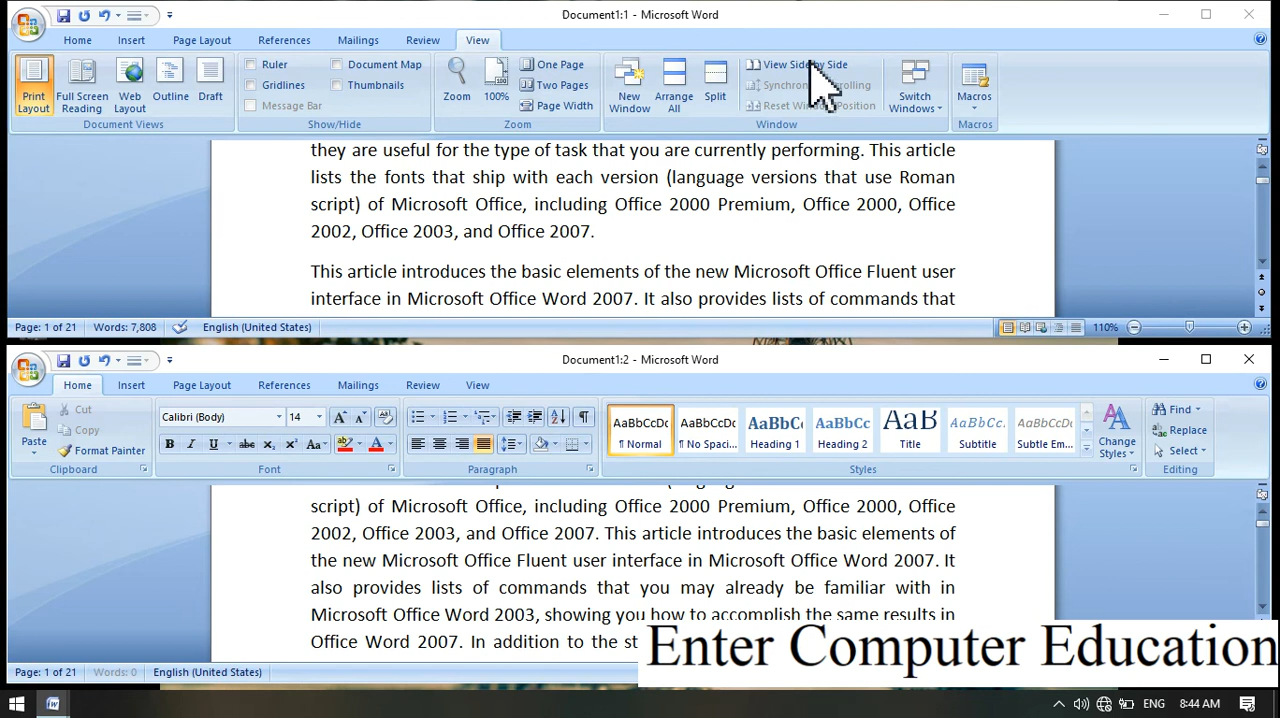 Document1:1 - Microsoft Word
Home Insert Page Layout References Mailings Review View
Print Layout
Full Screen Reading
Web Layout
Outline
Draft
Document Views
Ruler
Gridlines
Message Bar
Document Map
Thumbnails
Show/Hide
Zoom
100%
One Page
Two Pages
Page Width
Zoom
New Window
Arrange All
Split
View Side by Side
Reset Window Position
Window
Switch Windows
Macros
Macros
they are useful for the type of task that you are currently performing. This article
lists the fonts that ship with each version (language versions that use Roman
script) of Microsoft Office, including Office 2000 Premium, Office 2000, Office
2002, Office 2003, and Office 2007.
This article introduces the basic elements of the new Microsoft Office Fluent user
interface in Microsoft Office Word 2007. It also provides lists of commands that
Page: 1 of 21 Words: 7,808 English (United States) 110%
Document1:2 - Microsoft Word
Home Insert Page Layout References Mailings Review View
Paste
Cut
Copy
Format Painter
Clipboard
Calibri (Body) 14
B I U abc x₂ x² Aa
Font
Paragraph
AaBbCcDc ¶ Normal
AaBbCcDc ¶ No Spaci...
AaBbC Heading 1
AaBbCc Heading 2
AaB Title
AaBbCc. Subtitle
AaBbCcDc Subtle Em...
Change Styles
Styles
Find
Replace
Select
Editing
script) of Microsoft Office, including Office 2000 Premium, Office 2000, Office
2002, Office 2003, and Office 2007. This article introduces the basic elements of
the new Microsoft Office Fluent user interface in Microsoft Office Word 2007. It
also provides lists of commands that you may already be familiar with in
Microsoft Office Word 2003, showing you how to accomplish the same results in
Office Word 2007. In addition to the st
Page: 1 of 21 Words: 0 English (United States)
Enter Computer Education
ENG 8:44 AM